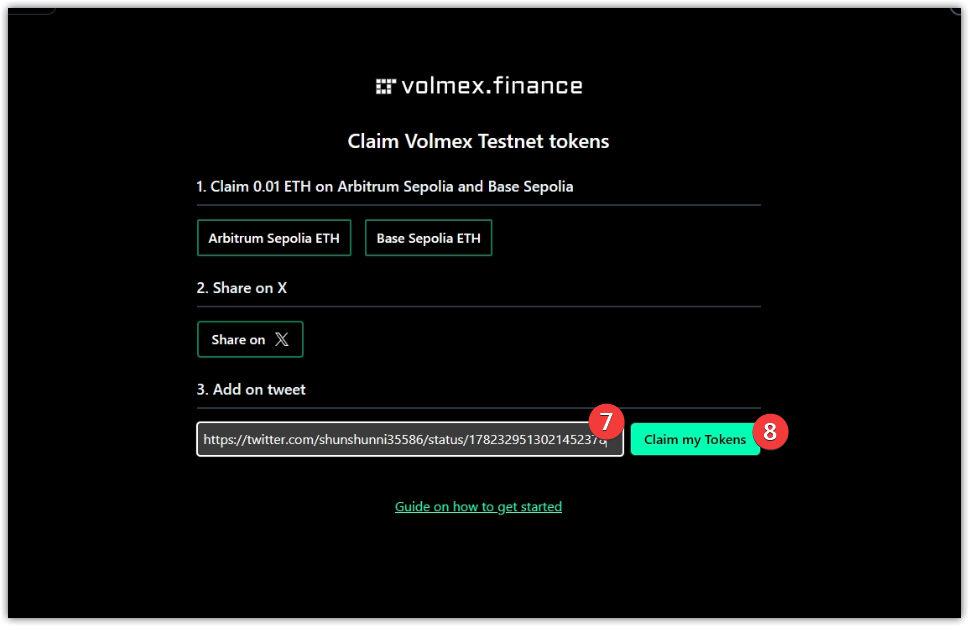 volmex.finance
Claim Volmex Testnet tokens
1. Claim 0.01 ETH on Arbitrum Sepolia and Base Sepolia
Arbitrum Sepolia ETH Base Sepolia ETH
2. Share on X
Share on X
3. Add on tweet
https://twitter.com/shunshunni35586/status/1782329513021452378 7 Claim my Tokens 8
Guide on how to get started